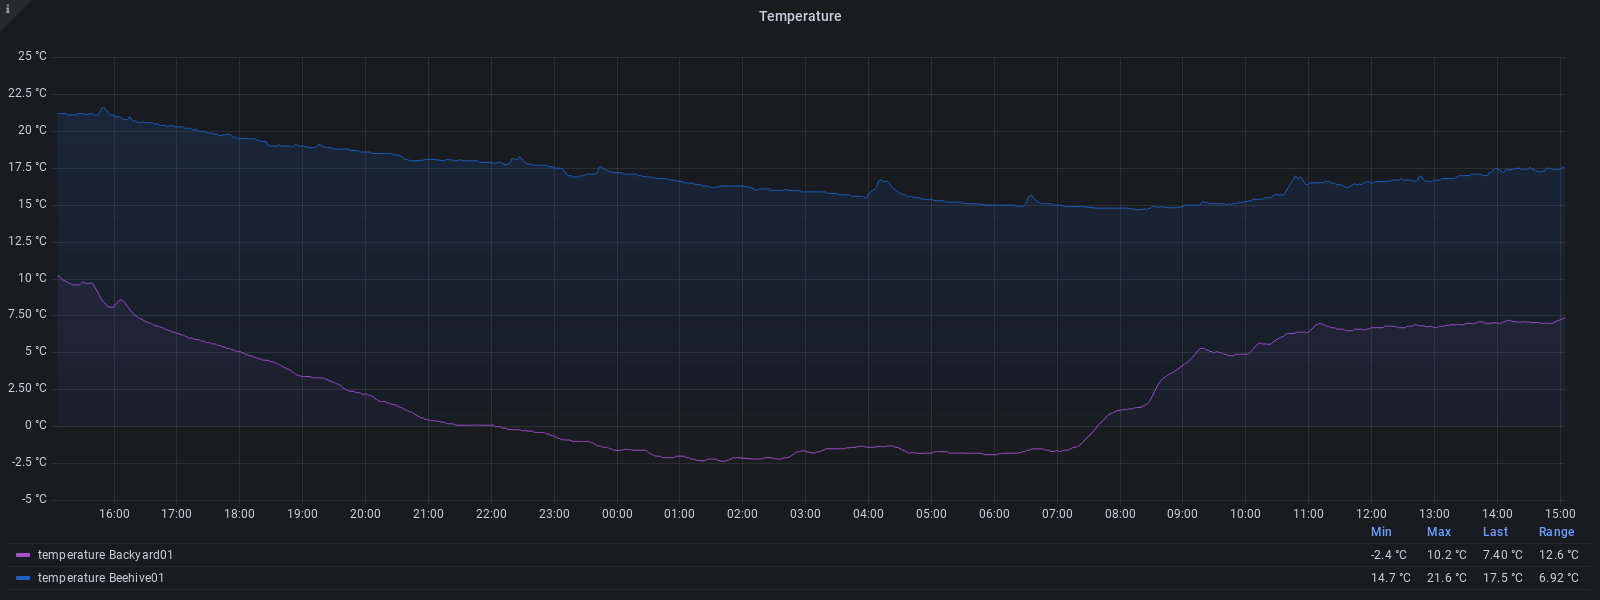 i
Temperature
25 °C
22.5 °C
20 °C
17.5 °C
15 °C
12.5 °C
10 °C
7.50 °C
5 °C
2.50 °C
0 °C
-2.5 °C
-5 °C
16:00 17:00 18:00 19:00 20:00 21:00 22:00 23:00 00:00 01:00 02:00 03:00 04:00 05:00 06:00 07:00 08:00 09:00 10:00 11:00 12:00 13:00 14:00 15:00
Min Max Last Range
temperature Backyard01 -2.4 °C 10.2 °C 7.40 °C 12.6 °C
temperature Beehive01 14.7 °C 21.6 °C 17.5 °C 6.92 °C